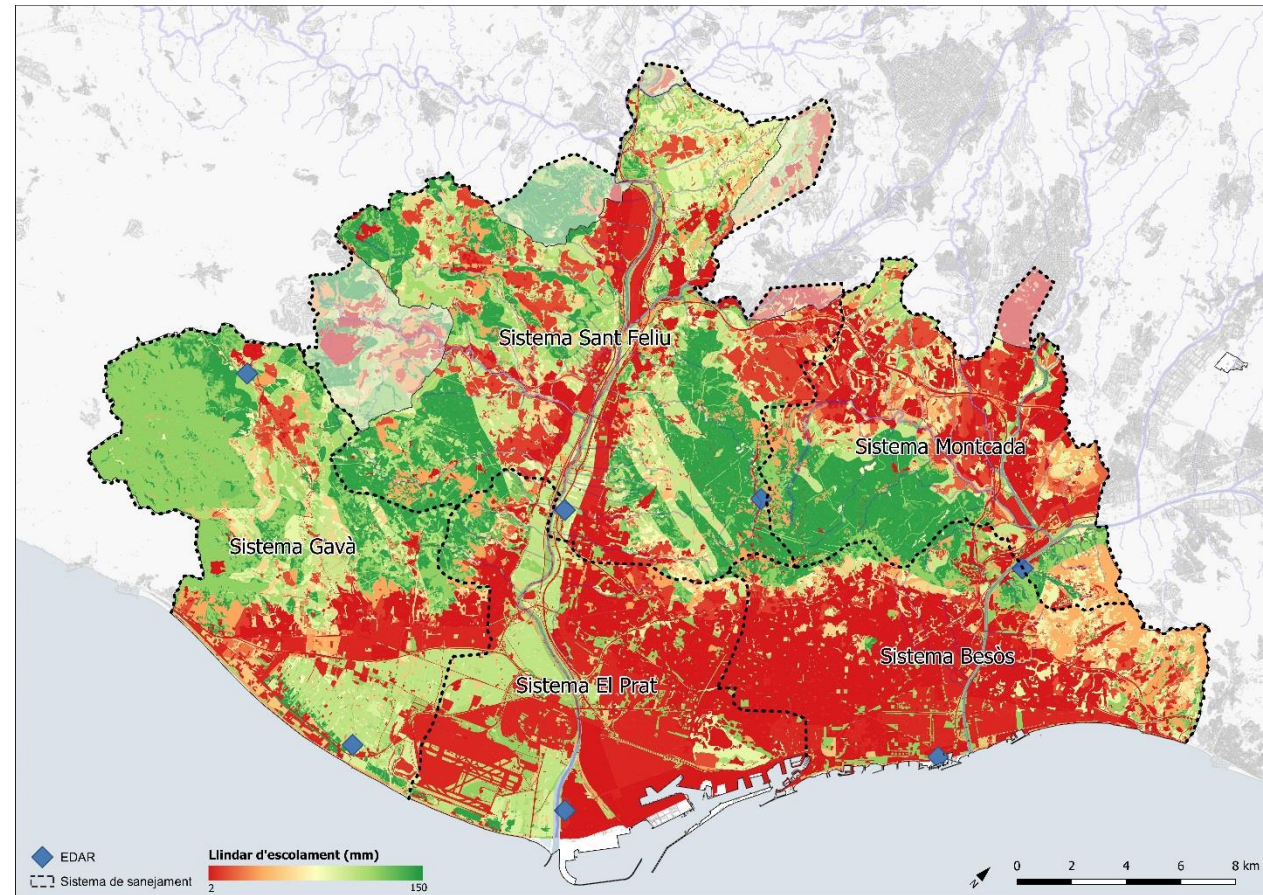 Sistema Sant Feliu
Sistema Montcada
Sistema Gavà
Sistema Besòs
Sistema El Prat
EDAR
Sistema de sanejament
Llindar d'escolament (mm)
2 150
N
0 2 4 6 8 km